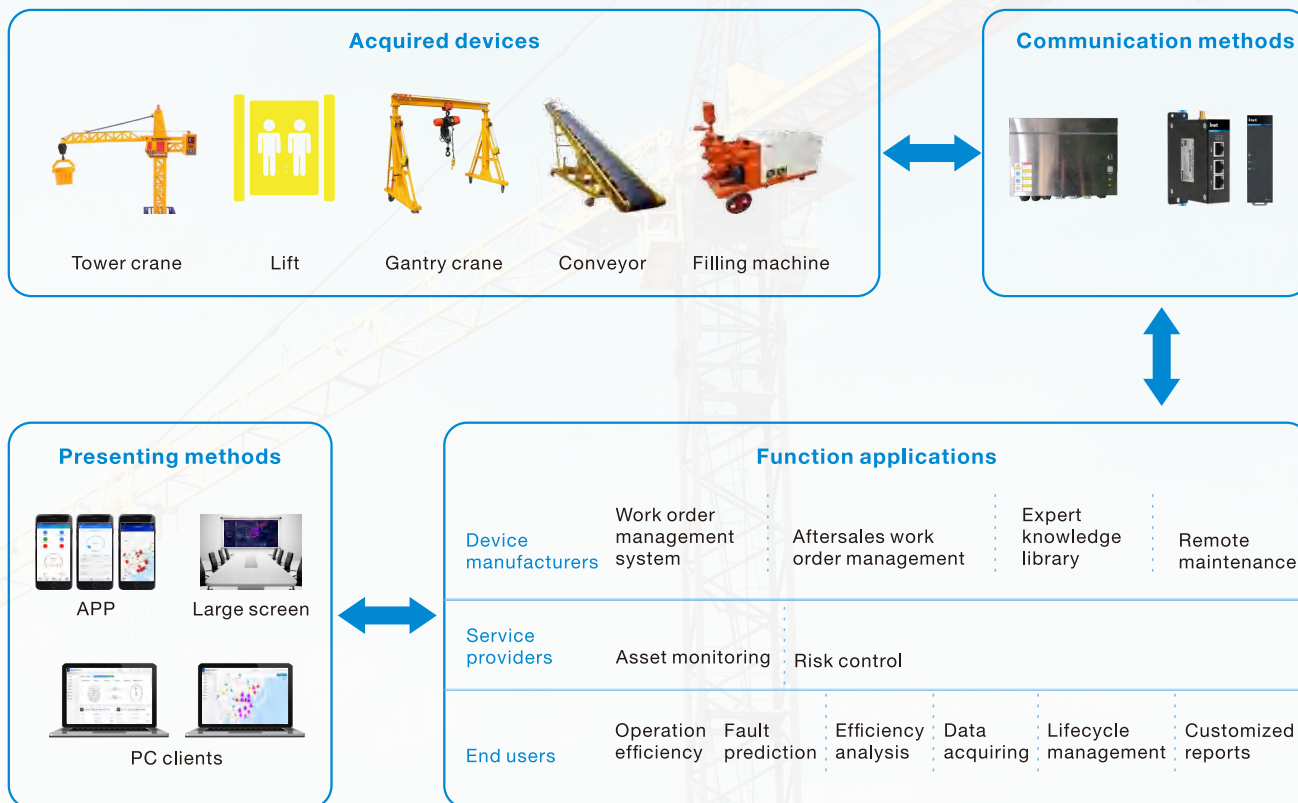 Acquired devices
Communication methods
Tower crane
Lift
Gantry crane
Conveyor
Filling machine
Presenting methods
APP
Large screen
PC clients
Function applications
Device
manufacturers
Work order
management
system
Aftersales work
order management
Expert
knowledge
library
Remote
maintenance
Service
providers
Asset monitoring
Risk control
End users
Operation
efficiency
Fault
prediction
Efficiency
analysis
Data
acquiring
Lifecycle
management
Customized
reports